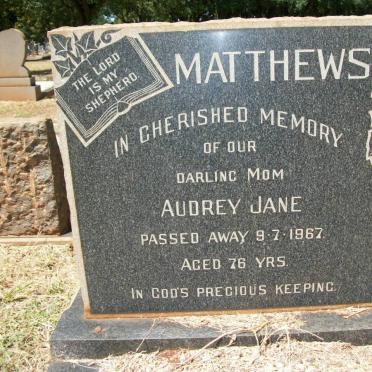 THE LORD
IS MY
SHEPHERD.
MATTHEWS
IN CHERISHED MEMORY
OF OUR
DARLING MOM
AUDREY JANE
PASSED AWAY 9-7-1967.
AGED 76 YRS.
IN GOD'S PRECIOUS KEEPING.